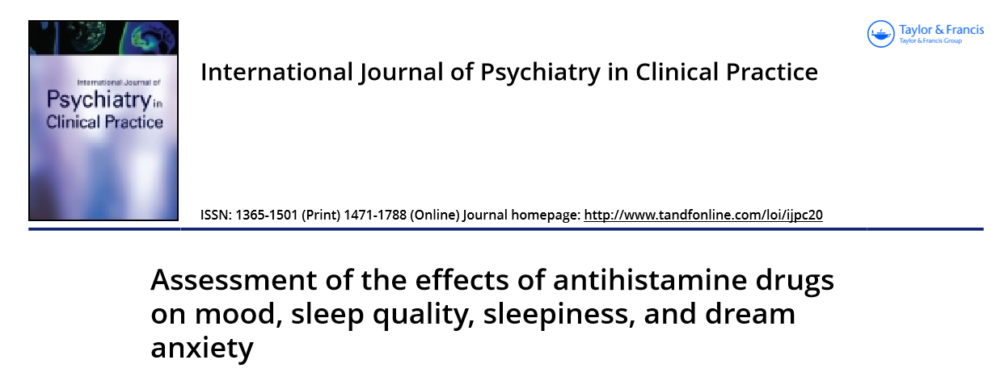 Taylor & Francis
Taylor & Francis Group
International Journal of Psychiatry in Clinical Practice
International Journal of
Psychiatry in
Clinical Practice
ISSN: 1365-1501 (Print) 1471-1788 (Online) Journal homepage: http://www.tandfonline.com/loi/ijpc20
Assessment of the effects of antihistamine drugs
on mood, sleep quality, sleepiness, and dream
anxiety